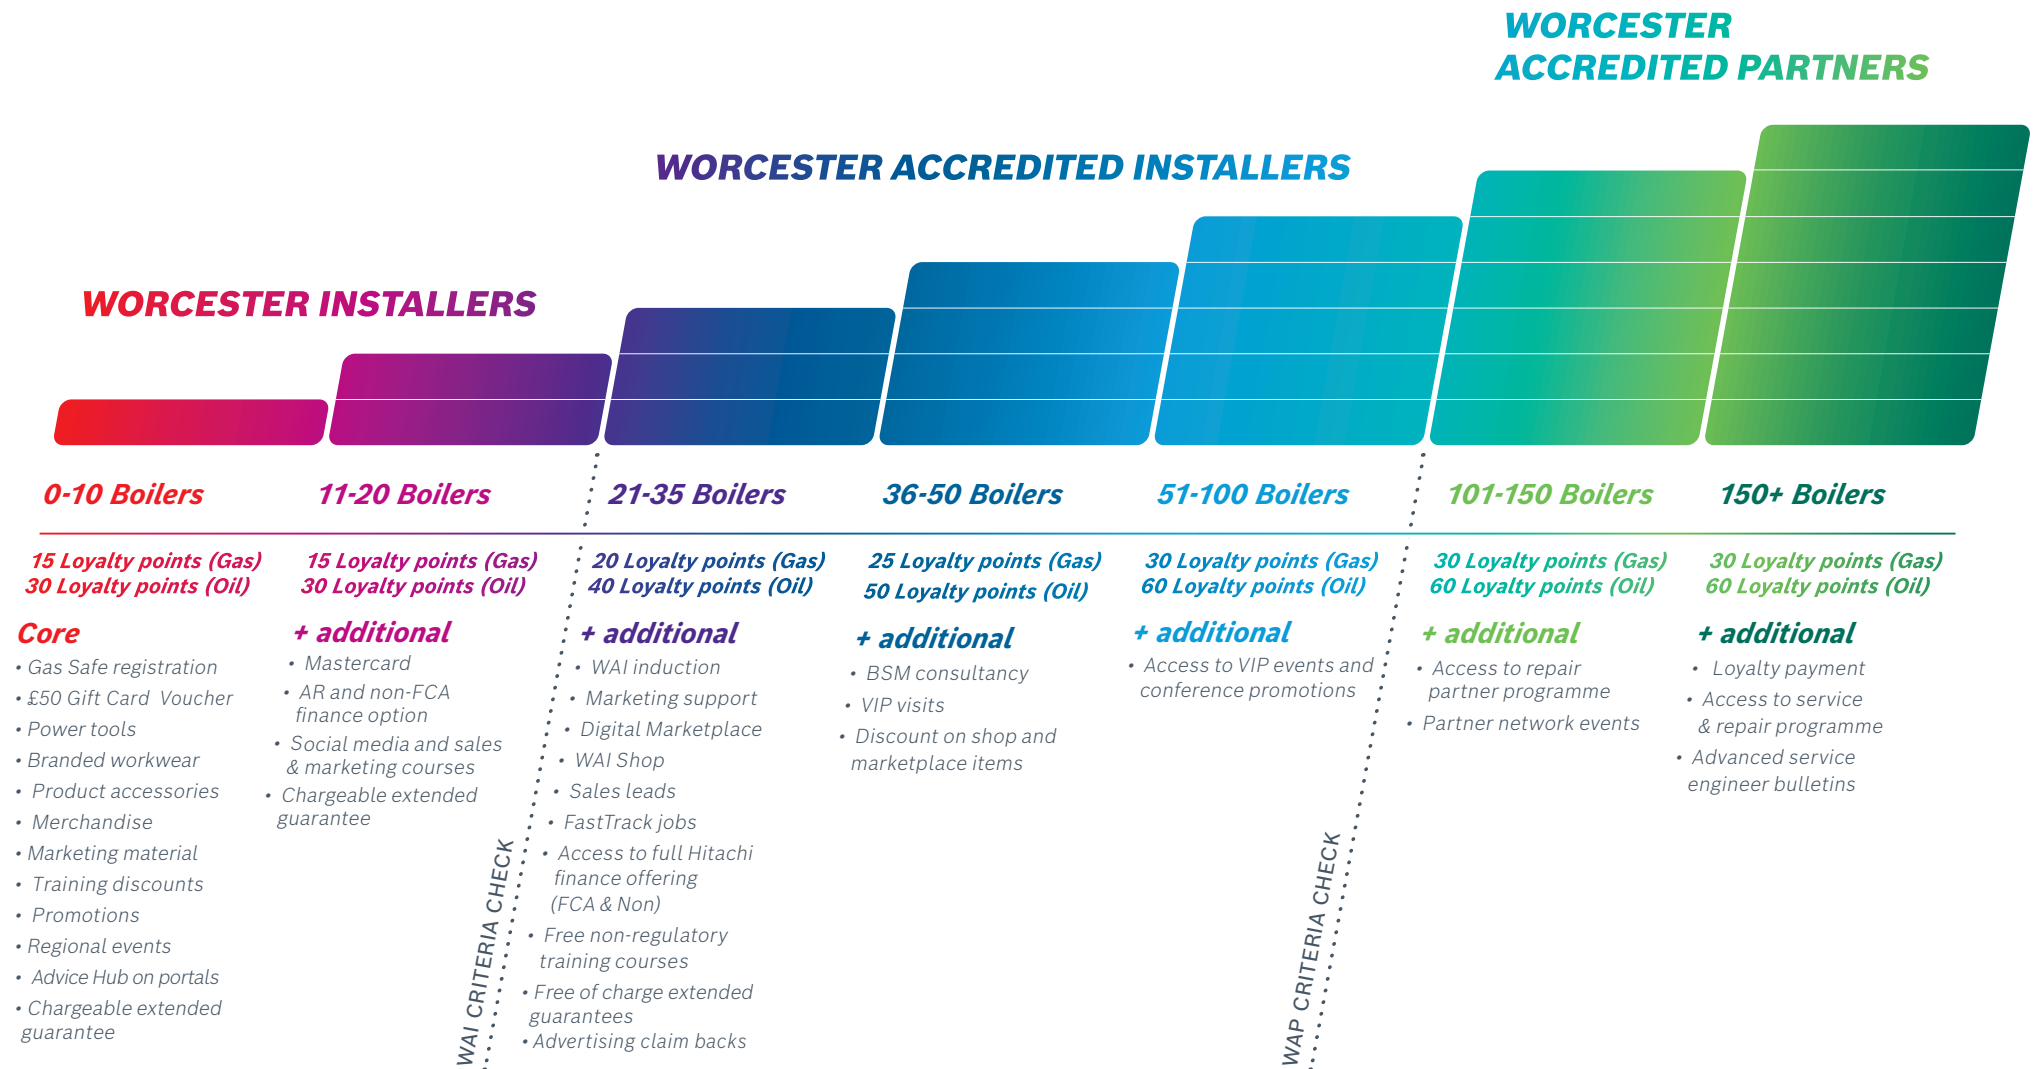 WORCESTER
ACCREDITED PARTNERS
WORCESTER ACCREDITED INSTALLERS
WORCESTER INSTALLERS
0-10 Boilers
15 Loyalty points (Gas)
30 Loyalty points (Oil)
Core
• Gas Safe registration
• £50 Gift Card Voucher
• Power tools
• Branded workwear
• Product accessories
• Merchandise
• Marketing material
• Training discounts
• Promotions
• Regional events
• Advice Hub on portals
• Chargeable extended
guarantee
11-20 Boilers
15 Loyalty points (Gas)
30 Loyalty points (Oil)
+ additional
• Mastercard
• AR and non-FCA
finance option
• Social media and sales
& marketing courses
• Chargeable extended
guarantee
WAI CRITERIA CHECK
21-35 Boilers
20 Loyalty points (Gas)
40 Loyalty points (Oil)
+ additional
• WAI induction
• Marketing support
• Digital Marketplace
• WAI Shop
• Sales leads
• FastTrack jobs
• Access to full Hitachi
finance offering
(FCA & Non)
• Free non-regulatory
training courses
• Free of charge extended
guarantees
• Advertising claim backs
36-50 Boilers
25 Loyalty points (Gas)
50 Loyalty points (Oil)
+ additional
• BSM consultancy
• VIP visits
• Discount on shop and
marketplace items
51-100 Boilers
30 Loyalty points (Gas)
60 Loyalty points (Oil)
+ additional
• Access to VIP events and
conference promotions
WAP CRITERIA CHECK
101-150 Boilers
30 Loyalty points (Gas)
60 Loyalty points (Oil)
+ additional
• Access to repair
partner programme
• Partner network events
150+ Boilers
30 Loyalty points (Gas)
60 Loyalty points (Oil)
+ additional
• Loyalty payment
• Access to service
& repair programme
• Advanced service
engineer bulletins